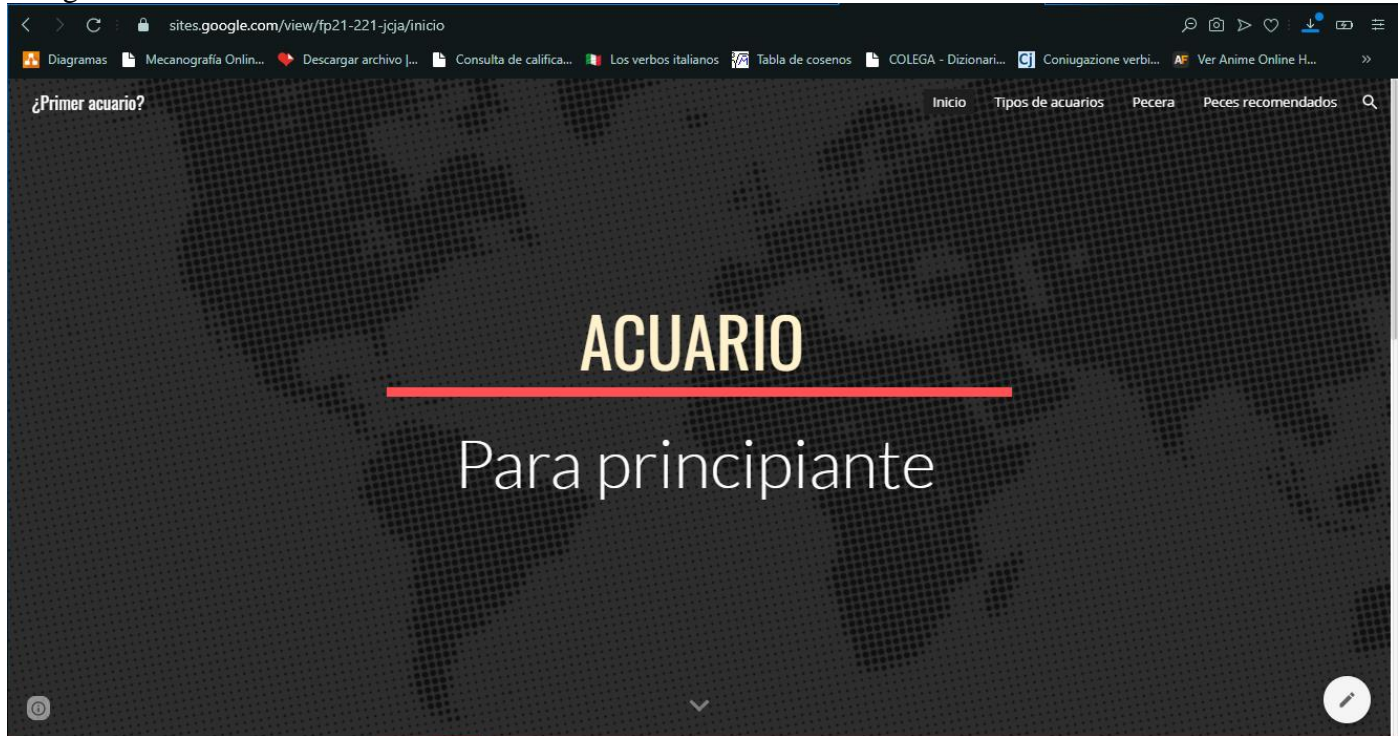 sites.google.com/view/fp21-221-jcja/inicio
Diagramas Mecanografía Onlin... Descargar archivo |... Consulta de califica... Los verbos italianos Tabla de cosenos COLEGA - Dizionari... Cj Coniugazione verbi... AF Ver Anime Online H... »
¿Primer acuario? Inicio Tipos de acuarios Pecera Peces recomendados
ACUARIO
Para principiante